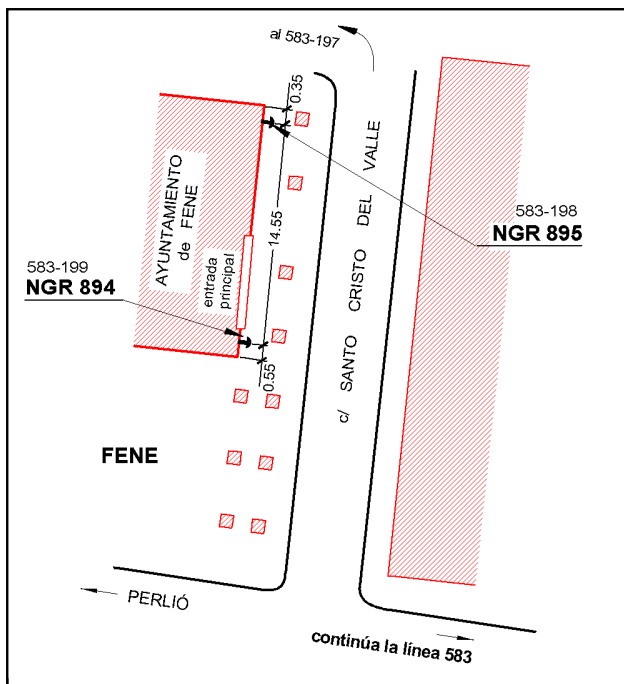 al 583-197
0.35
AYUNTAMIENTO
de FENE
14.55
c/ SANTO CRISTO DEL VALLE
583-198
NGR 895
583-199
NGR 894
entrada
principal
0.55
FENE
PERLIÓ
continúa la línea 583